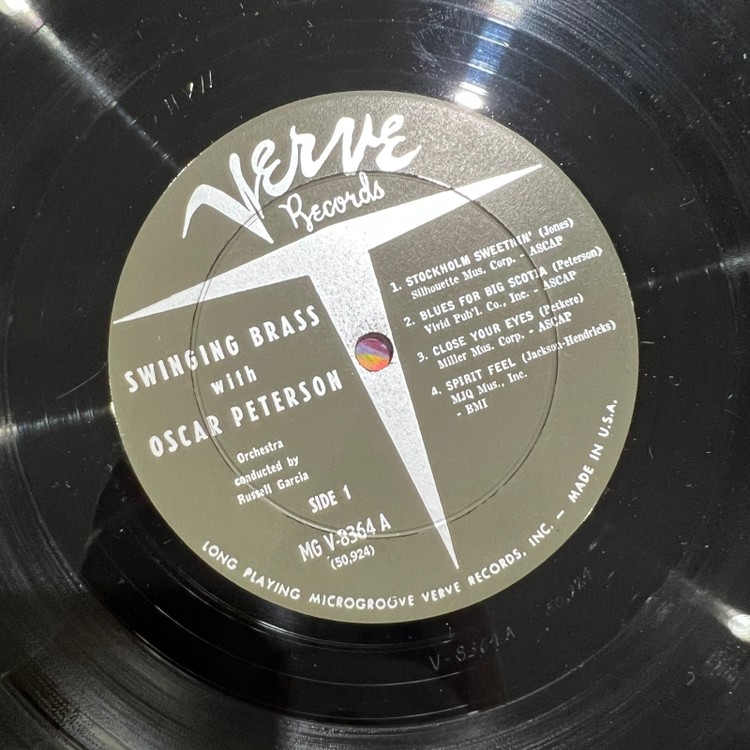 VERVE
Records
SWINGING BRASS
with
OSCAR PETERSON
Orchestra
conducted by
Russell Garcia
SIDE 1
MG V-8364 A
(50,924)
1. STOCKHOLM SWEETNIN' (Jones)
Silhouette Mus. Corp. - ASCAP
2. BLUES FOR BIG SCOTIA (Peterson)
Vivid Pub'l. Co., Inc. - ASCAP
3. CLOSE YOUR EYES (Petkere)
Miller Mus. Corp. - ASCAP
4. SPIRIT FEEL (Jackson-Hendricks)
MJQ Mus., Inc.
- BMI
LONG PLAYING MICROGROOVE VERVE RECORDS, INC. — MADE IN U.S.A.
V-8364 A 50,924